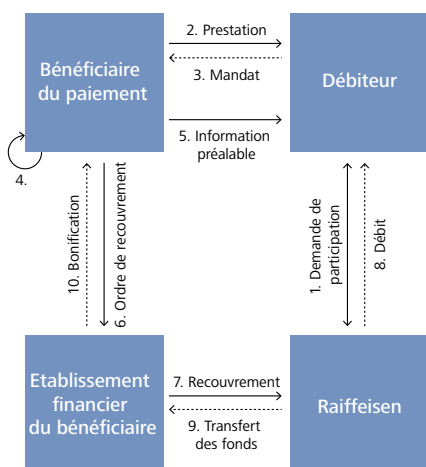 2. Prestation
Bénéficiaire
du paiement
3. Mandat
Débiteur
5. Information
préalable
4.
10. Bonification
6. Ordre de recouvrement
1. Demande de
participation
8. Débit
Etablissement
financier
du bénéficiaire
7. Recouvrement
9. Transfert
des fonds
Raiffeisen